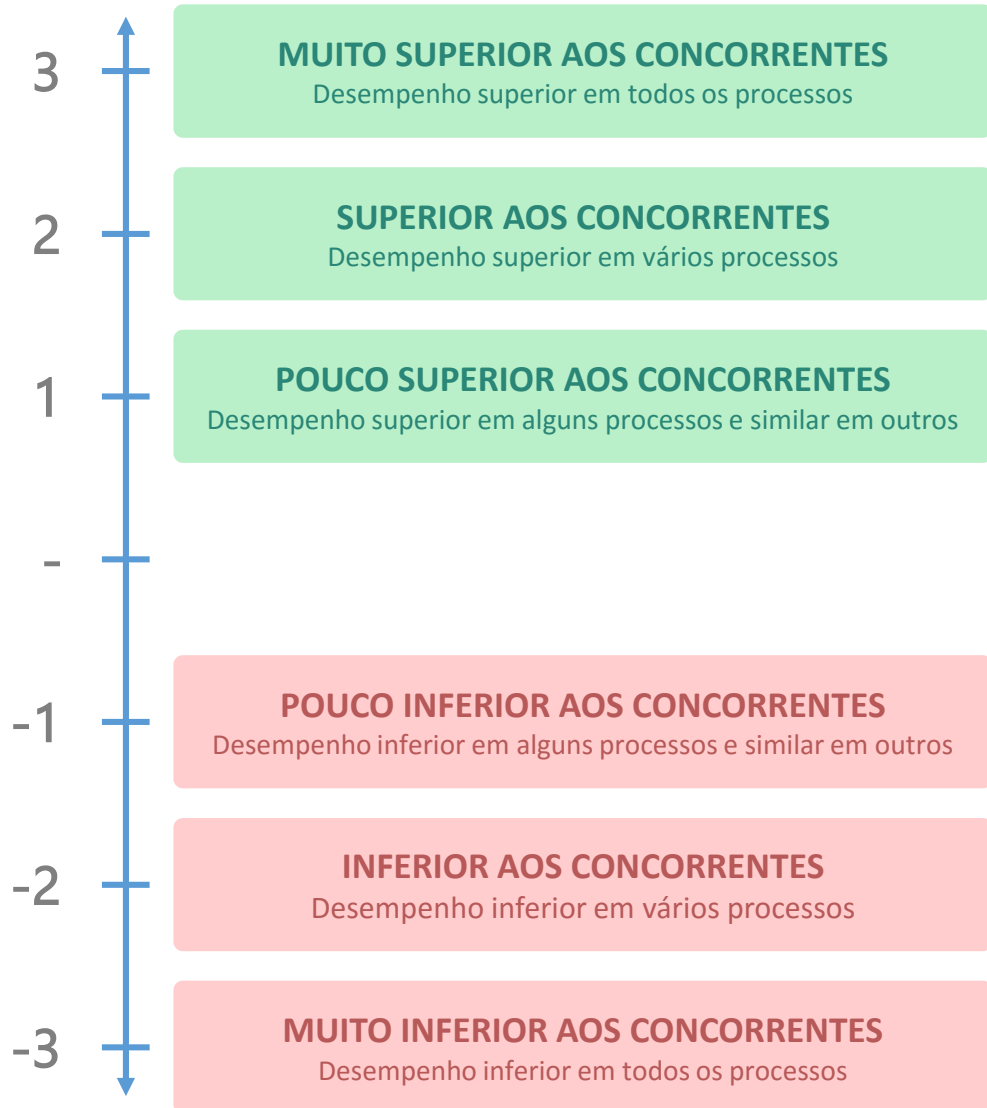 3
MUITO SUPERIOR AOS CONCORRENTES
Desempenho superior em todos os processos
2
SUPERIOR AOS CONCORRENTES
Desempenho superior em vários processos
1
POUCO SUPERIOR AOS CONCORRENTES
Desempenho superior em alguns processos e similar em outros
-
-1
POUCO INFERIOR AOS CONCORRENTES
Desempenho inferior em alguns processos e similar em outros
-2
INFERIOR AOS CONCORRENTES
Desempenho inferior em vários processos
-3
MUITO INFERIOR AOS CONCORRENTES
Desempenho inferior em todos os processos